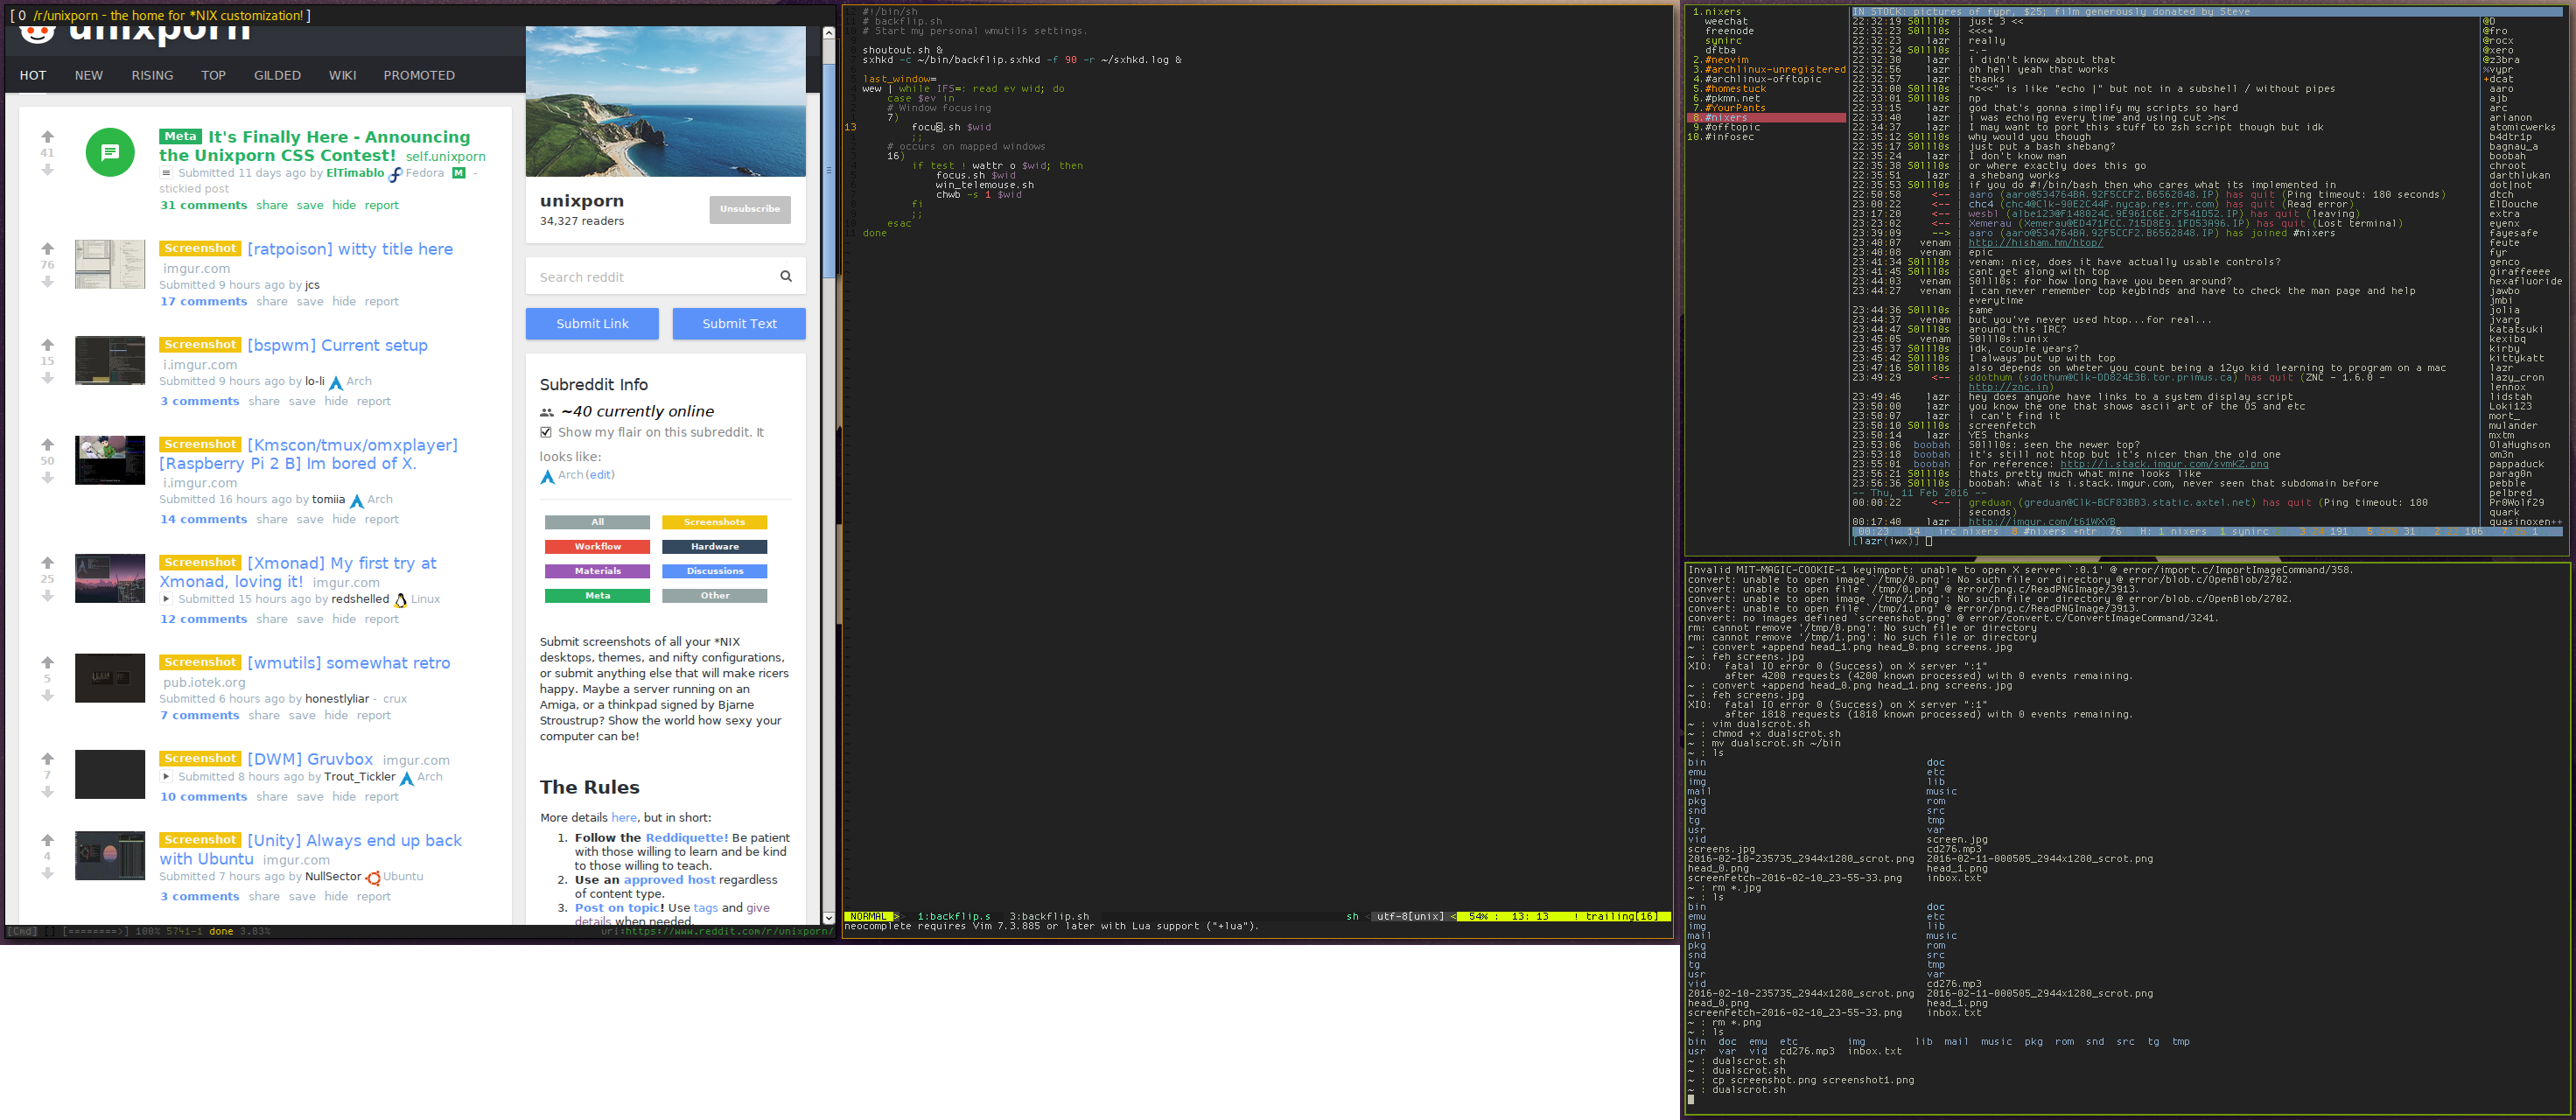 [ 0 /r/unixporn - the home for *NIX customization! ]
unixporn
HOT NEW RISING TOP GILDED WIKI PROMOTED
41
Meta It's Finally Here - Announcing
the Unixporn CSS Contest! self.unixporn
Submitted 11 days ago by ElTimablo Fedora M -
stickied post
31 comments share save hide report
76
Screenshot [ratpoison] witty title here
imgur.com
Submitted 9 hours ago by jcs
17 comments share save hide report
15
Screenshot [bspwm] Current setup
i.imgur.com
Submitted 9 hours ago by lo-li Arch
3 comments share save hide report
50
Screenshot [Kmscon/tmux/omxplayer]
[Raspberry Pi 2 B] Im bored of X.
i.imgur.com
Submitted 16 hours ago by tomiia Arch
14 comments share save hide report
25
Screenshot [Xmonad] My first try at
Xmonad, loving it! imgur.com
Submitted 15 hours ago by redshelled Linux
12 comments share save hide report
5
Screenshot [wmutils] somewhat retro
pub.iotek.org
Submitted 6 hours ago by honestlyliar - crux
7 comments share save hide report
7
Screenshot [DWM] Gruvbox imgur.com
Submitted 8 hours ago by Trout_Tickler Arch
10 comments share save hide report
4
Screenshot [Unity] Always end up back
with Ubuntu imgur.com
Submitted 7 hours ago by NullSector Ubuntu
3 comments share save hide report
unixporn
34,327 readers
Unsubscribe
Search reddit
Submit Link Submit Text
Subreddit Info
~40 currently online
Show my flair on this subreddit. It
looks like:
Arch (edit)
All Screenshots
Workflow Hardware
Materials Discussions
Meta Other
Submit screenshots of all your *NIX
desktops, themes, and nifty configurations,
or submit anything else that will make ricers
happy. Maybe a server running on an
Amiga, or a thinkpad signed by Bjarne
Stroustrup? Show the world how sexy your
computer can be!
The Rules
More details here, but in short:
1. Follow the Reddiquette! Be patient
with those willing to learn and be kind
to those willing to teach.
2. Use an approved host regardless
of content type.
3. Post on topic! Use tags and give
details when needed.
[Cmd] [] [========>] 100% 5741-1 done 3.83% uri:https://www.reddit.com/r/unixporn/
#!/bin/sh
# backflip.sh
# Start my personal wmutils settings.
shoutout.sh &
sxhkd -c ~/bin/backflip.sxhkd -f 90 -r ~/sxhkd.log &
last_window=
wew | while IFS=: read ev wid; do
case $ev in
# Window focusing
7)
13 focus.sh $wid
;;
# occurs on mapped windows
16)
if test ! wattr o $wid; then
focus.sh $wid
win_telemouse.sh
chwb -s 1 $wid
fi
;;
esac
done
NORMAL > 1:backflip.s 3:backflip.sh sh < utf-8[unix] < 54% : 13: 13 ! trailing[16]
neocomplete requires Vim 7.3.885 or later with Lua support ("+lua").
1.nixers
weechat
freenode
synirc
dftba
2.#neovim
3.#archlinux-unregistered
4.#archlinux-offtopic
5.#homestuck
6.#pkmn.net
7.#YourPants
8.#nixers
9.#offtopic
10.#infosec
IN STOCK: pictures of fypr, $25; film generously donated by Steve
22:32:19 S01ll0s | just 3 <<
22:32:23 S01ll0s | <<<*
22:32:23 lazr | really
22:32:24 S01ll0s | -.-
22:32:30 lazr | i didn't know about that
22:32:56 lazr | oh hell yeah that works
22:32:57 lazr | thanks
22:33:00 S01ll0s | "<<<" is like "echo |" but not in a subshell / without pipes
22:33:01 S01ll0s | np
22:33:15 lazr | god that's gonna simplify my scripts so hard
22:33:40 lazr | i was echoing every time and using cut >n<
22:34:37 lazr | I may want to port this stuff to zsh script though but idk
22:35:12 S01ll0s | why would you though
22:35:17 S01ll0s | just put a bash shebang?
22:35:24 lazr | I don't know man
22:35:38 S01ll0s | or where exactly does this go
22:35:51 lazr | a shebang works
22:35:53 S01ll0s | if you do #!/bin/bash then who cares what its implemented in
22:50:58 <-- | aaro (aaro@534764BA.92F5CCF2.B6562848.IP) has quit (Ping timeout: 180 seconds)
23:00:22 <-- | chc4 (chc4@Clk-90E2C44F.nycap.res.rr.com) has quit (Read error)
23:17:20 <-- | wesbl (albe123@F148024C.9E961C6E.2F541D52.IP) has quit (leaving)
23:23:02 <-- | Xemerau (Xemerau@ED471FCC.715D8E9.1FD53A96.IP) has quit (Lost terminal)
23:39:09 --> | aaro (aaro@534764BA.92F5CCF2.B6562848.IP) has joined #nixers
23:40:07 venam | http://hisham.hm/htop/
23:40:08 venam | epic
23:41:34 S01ll0s | venam: nice, does it have actually usable controls?
23:41:45 S01ll0s | cant get along with top
23:44:03 venam | S01ll0s: for how long have you been around?
23:44:27 venam | I can never remember top keybinds and have to check the man page and help
| everytime
23:44:36 S01ll0s | same
23:44:37 venam | but you've never used htop...for real...
23:44:47 S01ll0s | around this IRC?
23:45:05 venam | S01ll0s: unix
23:45:37 S01ll0s | idk, couple years?
23:45:42 S01ll0s | I always put up with top
23:47:16 S01ll0s | also depends on wheter you count being a 12yo kid learning to program on a mac
23:49:29 <-- | sdothum (sdothum@Clk-DD824E3B.tor.primus.ca) has quit (ZNC - 1.6.0 -
| http://znc.in)
23:49:46 lazr | hey does anyone have links to a system display script
23:50:00 lazr | you know the one that shows ascii art of the OS and etc
23:50:07 lazr | i can't find it
23:50:10 S01ll0s | screenfetch
23:50:14 lazr | YES thanks
23:53:06 boobah | S01ll0s: seen the newer top?
23:53:18 boobah | it's still not htop but it's nicer than the old one
23:55:01 boobah | for reference: http://i.stack.imgur.com/svmKZ.png
23:56:21 S01ll0s | thats pretty much what mine looks like
23:56:36 S01ll0s | boobah: what is i.stack.imgur.com, never seen that subdomain before
-- Thu, 11 Feb 2016 --
00:00:22 <-- | greduan (greduan@Clk-BCF83BB3.static.axtel.net) has quit (Ping timeout: 180
| seconds)
00:17:40 lazr | http://imgur.com/t61WXYB
[lazr(iwx)]
@O
@fro
@rocx
@xero
@z3bra
%vypr
+dcat
aaro
ajb
arc
arianon
atomicwerks
b4dtr1p
bagnau_a
boobah
chroot
darthlukan
dot|not
dtch
ElDouche
extra
eyenx
fayesafe
feute
fyr
genco
giraffeeee
hexafluoride
jawbo
jmbi
jolia
jvarg
katatsuki
kexibq
kirby
kittykatt
lazr
lazy_cron
lennox
lidstah
Loki123
mort_
mulander
mxtm
OlaHughson
om3n
pappaduck
parag0n
pebble
pelbred
Pr0Wolf29
quark
quasinoxen++
Invalid MIT-MAGIC-COOKIE-1 keyimport: unable to open X server `:0.1' @ error/import.c/ImportImageCommand/358.
convert: unable to open image `/tmp/0.png': No such file or directory @ error/blob.c/OpenBlob/2702.
convert: unable to open file `/tmp/0.png' @ error/png.c/ReadPNGImage/3913.
convert: unable to open image `/tmp/1.png': No such file or directory @ error/blob.c/OpenBlob/2702.
convert: unable to open file `/tmp/1.png' @ error/png.c/ReadPNGImage/3913.
convert: no images defined `screenshot.png' @ error/convert.c/ConvertImageCommand/3241.
rm: cannot remove '/tmp/0.png': No such file or directory
rm: cannot remove '/tmp/1.png': No such file or directory
~ : convert +append head_1.png head_0.png screens.jpg
~ : feh screens.jpg
XIO: fatal IO error 0 (Success) on X server ":1"
after 4200 requests (4200 known processed) with 0 events remaining.
~ : convert +append head_0.png head_1.png screens.jpg
~ : feh screens.jpg
XIO: fatal IO error 0 (Success) on X server ":1"
after 1818 requests (1818 known processed) with 0 events remaining.
~ : vim dualscrot.sh
~ : chmod +x dualscrot.sh
~ : mv dualscrot.sh ~/bin
~ : ls
bin doc
emu etc
img lib
mail music
pkg rom
snd src
tg tmp
usr var
vid screen.jpg
screens.jpg cd276.mp3
2016-02-10-235735_2944x1280_scrot.png 2016-02-11-000505_2944x1280_scrot.png
head_0.png head_1.png
screenFetch-2016-02-10_23-55-33.png inbox.txt
~ : rm *.jpg
~ : ls
bin doc
emu etc
img lib
mail music
pkg rom
snd src
tg tmp
usr var
vid cd276.mp3
2016-02-10-235735_2944x1280_scrot.png 2016-02-11-000505_2944x1280_scrot.png
head_0.png head_1.png
screenFetch-2016-02-10_23-55-33.png inbox.txt
~ : rm *.png
~ : ls
bin doc emu etc img lib mail music pkg rom snd src tg tmp
usr var vid cd276.mp3 inbox.txt
~ : dualscrot.sh
~ : dualscrot.sh
~ : cp screenshot.png screenshot1.png
~ : dualscrot.sh